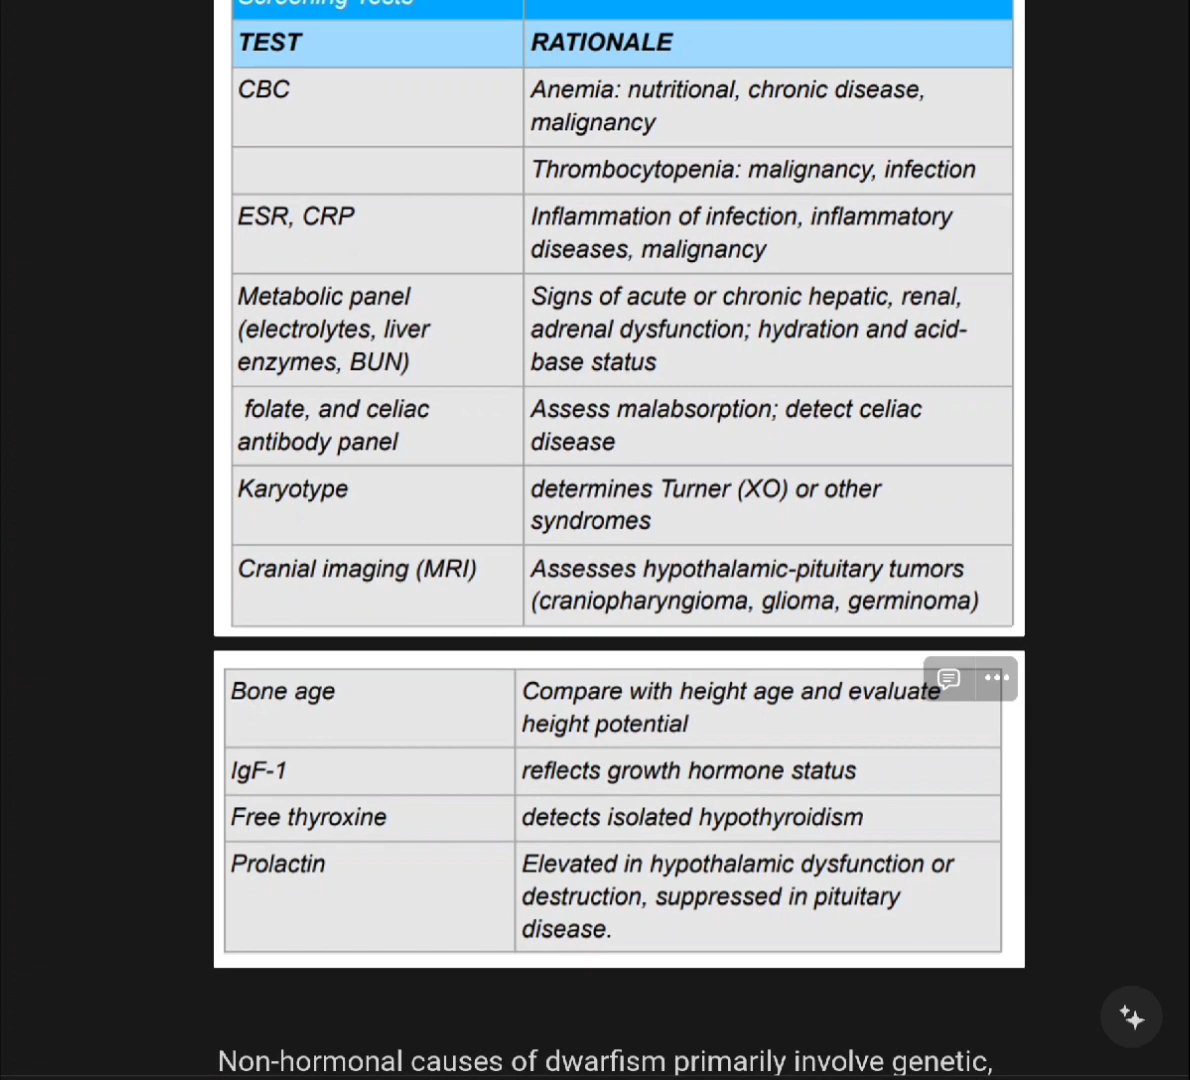 Screening Tests
TEST RATIONALE
CBC Anemia: nutritional, chronic disease,
malignancy
Thrombocytopenia: malignancy, infection
ESR, CRP Inflammation of infection, inflammatory
diseases, malignancy
Metabolic panel Signs of acute or chronic hepatic, renal,
(electrolytes, liver adrenal dysfunction; hydration and acid-
enzymes, BUN) base status
folate, and celiac Assess malabsorption; detect celiac
antibody panel disease
Karyotype determines Turner (XO) or other
syndromes
Cranial imaging (MRI) Assesses hypothalamic-pituitary tumors
(craniopharyngioma, glioma, germinoma)
Bone age Compare with height age and evaluate
height potential
IgF-1 reflects growth hormone status
Free thyroxine detects isolated hypothyroidism
Prolactin Elevated in hypothalamic dysfunction or
destruction, suppressed in pituitary
disease.
Non-hormonal causes of dwarfism primarily involve genetic,